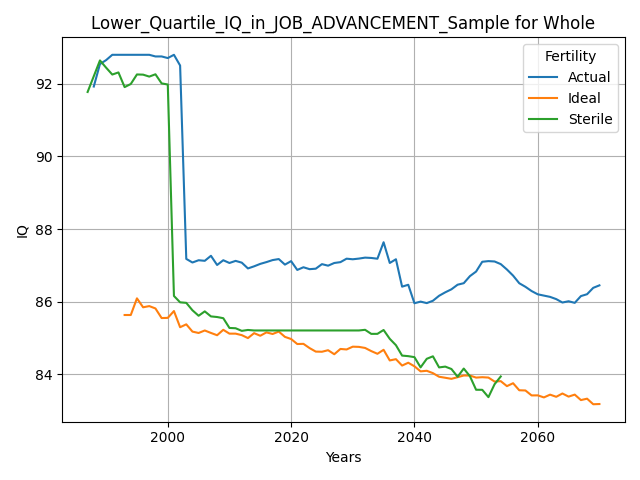 Lower_Quartile_IQ_in_JOB_ADVANCEMENT_Sample for Whole
Fertility
Actual
Ideal
Sterile
92
90
88
86
84
IQ
2000
2020
2040
2060
Years